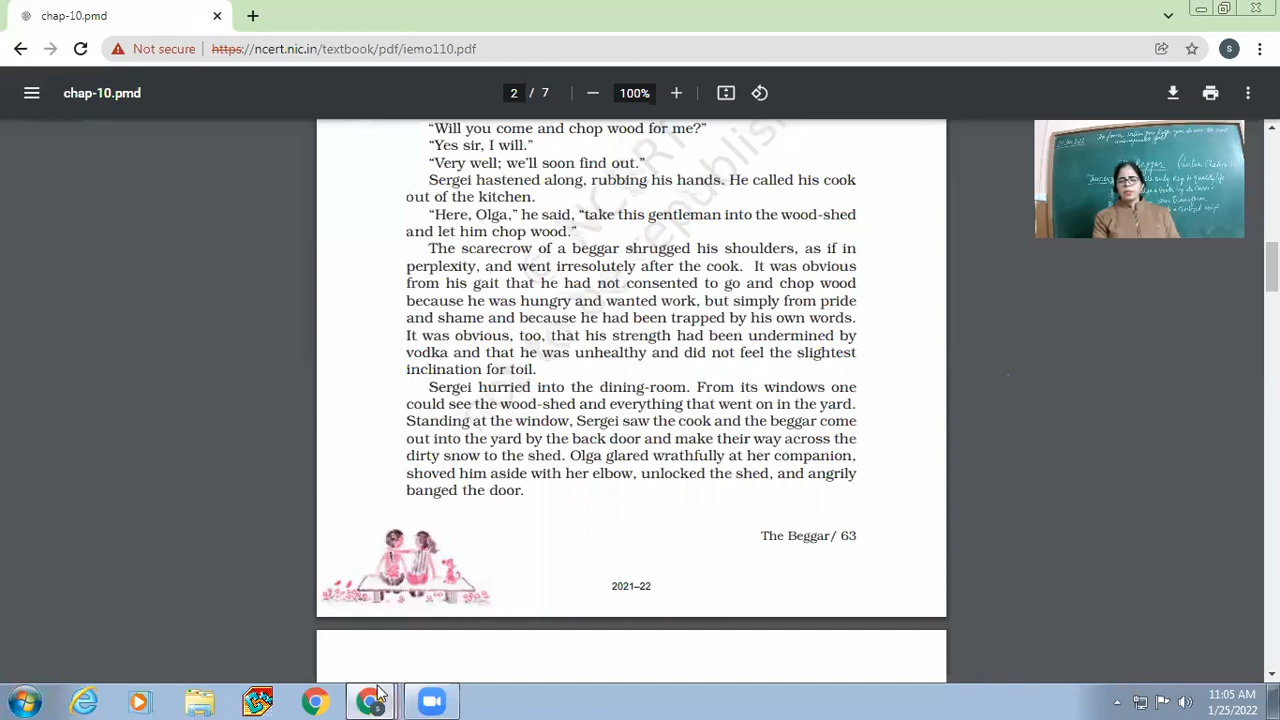 chap-10.pmd
Not secure
https://ncert.nic.in/textbook/pdf/iemo110.pdf
S
chap-10.pmd
2 / 7
100%
“Will you come and chop wood for me?”
“Yes sir, I will.”
“Very well; we’ll soon find out.”
Sergei hastened along, rubbing his hands. He called his cook
out of the kitchen.
“Here, Olga,” he said, “take this gentleman into the wood-shed
and let him chop wood.”
The scarecrow of a beggar shrugged his shoulders, as if in
perplexity, and went irresolutely after the cook. It was obvious
from his gait that he had not consented to go and chop wood
because he was hungry and wanted work, but simply from pride
and shame and because he had been trapped by his own words.
It was obvious, too, that his strength had been undermined by
vodka and that he was unhealthy and did not feel the slightest
inclination for toil.
Sergei hurried into the dining-room. From its windows one
could see the wood-shed and everything that went on in the yard.
Standing at the window, Sergei saw the cook and the beggar come
out into the yard by the back door and make their way across the
dirty snow to the shed. Olga glared wrathfully at her companion,
shoved him aside with her elbow, unlocked the shed, and angrily
banged the door.
The Beggar/ 63
2021–22
11:05 AM
1/25/2022